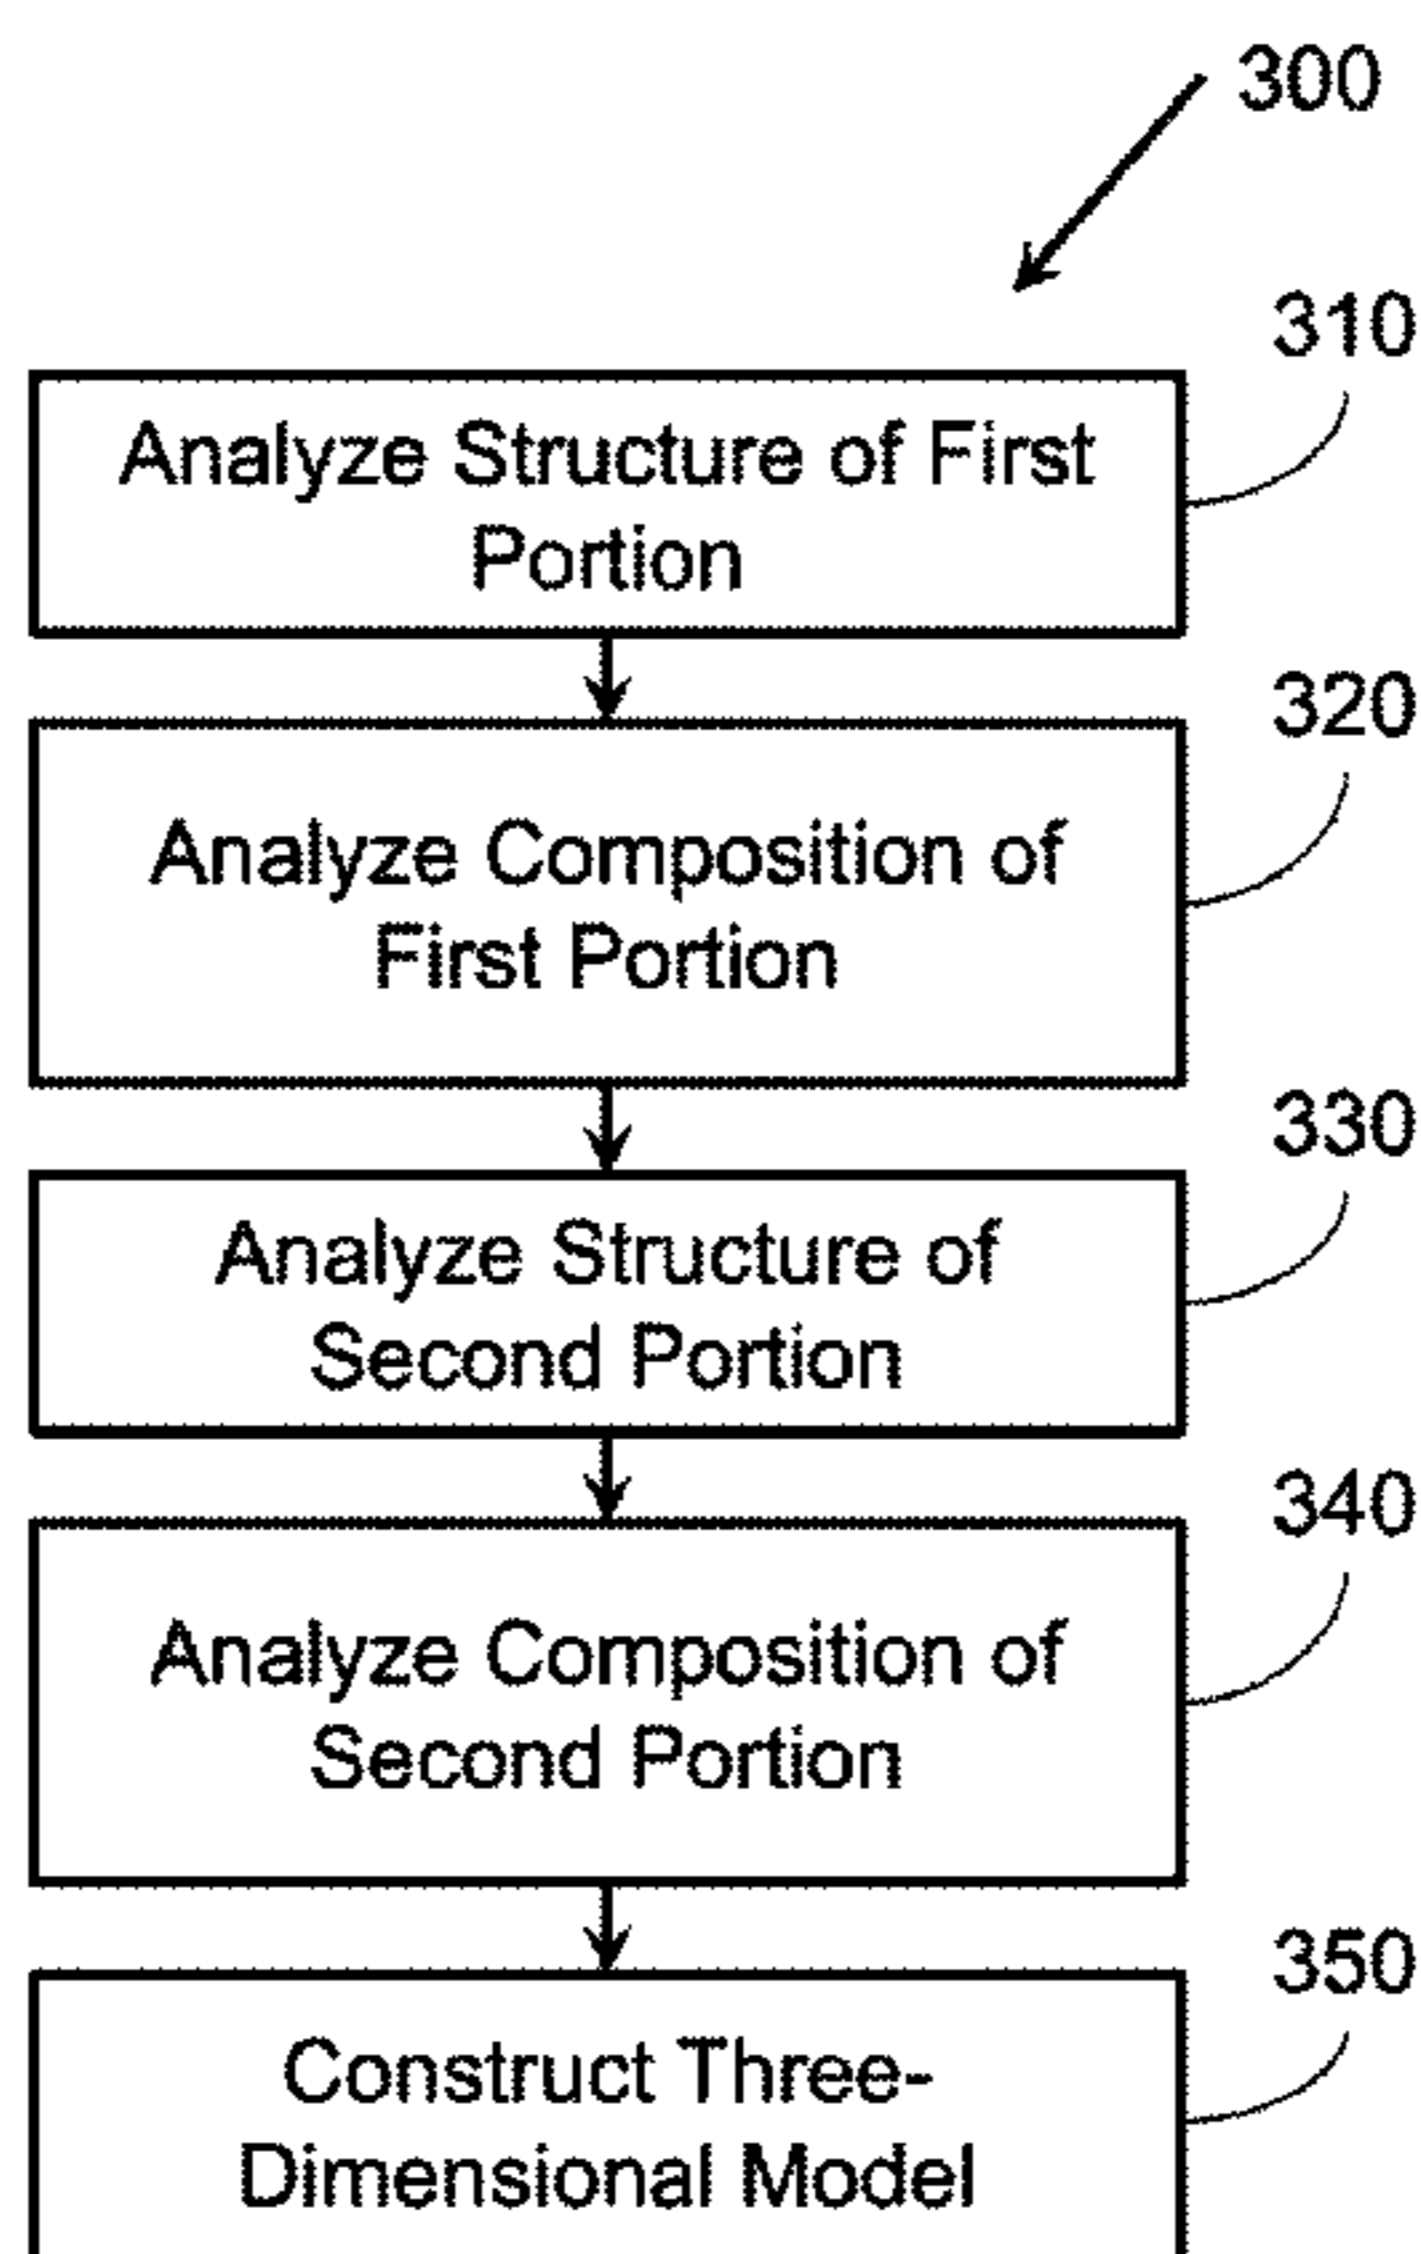 300
310
Analyze Structure of First
Portion
320
Analyze Composition of
First Portion
330
Analyze Structure of
Second Portion
340
Analyze Composition of
Second Portion
350
Construct Three-
Dimensional Model